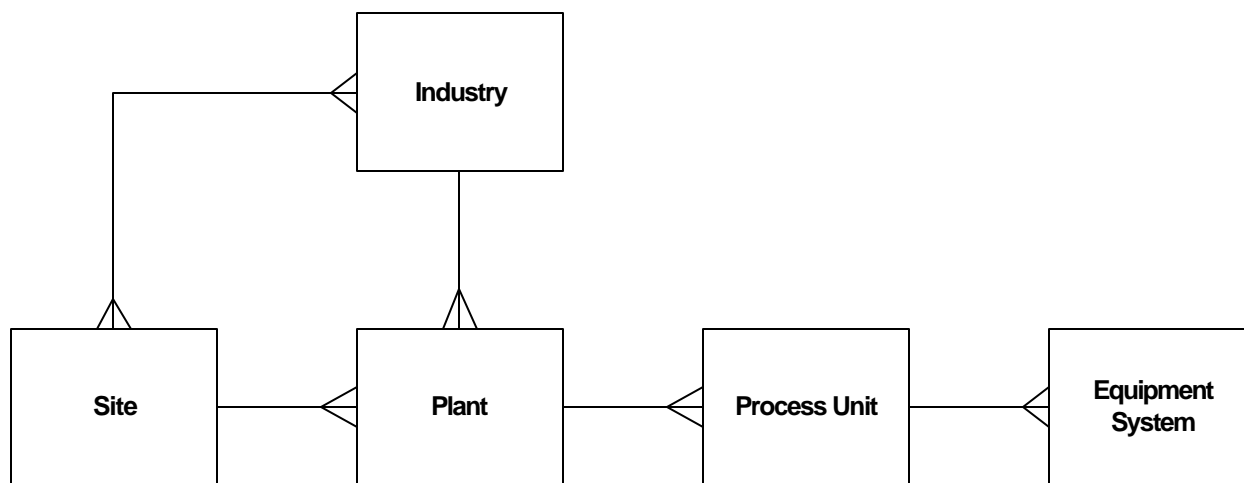 Industry
Site
Plant
Process Unit
Equipment
System